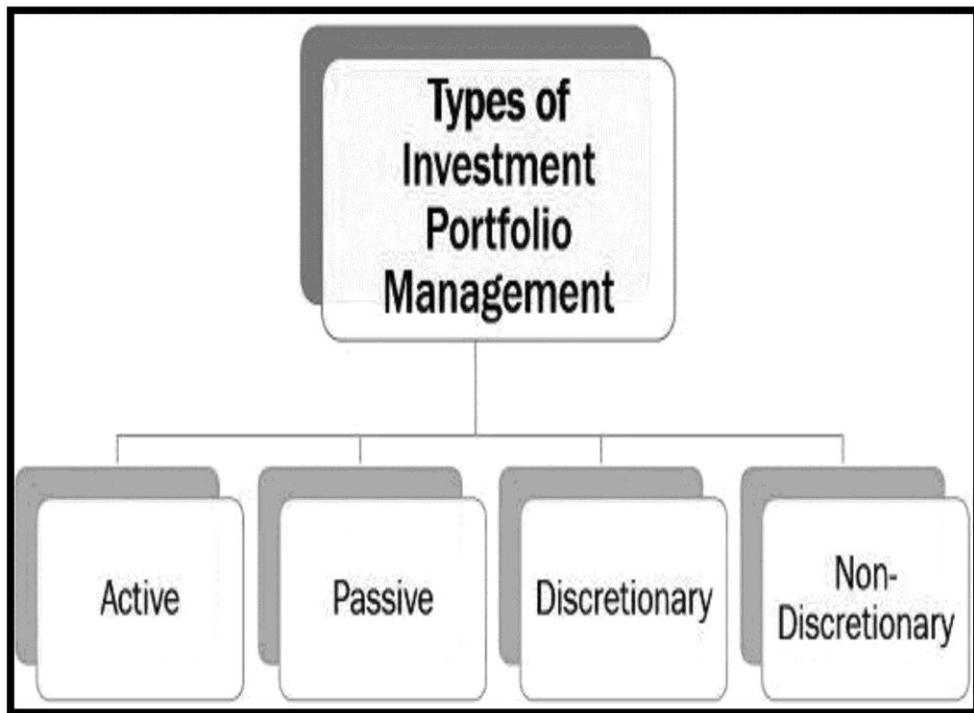 Types of
Investment
Portfolio
Management
Active
Passive
Discretionary
Non-
Discretionary